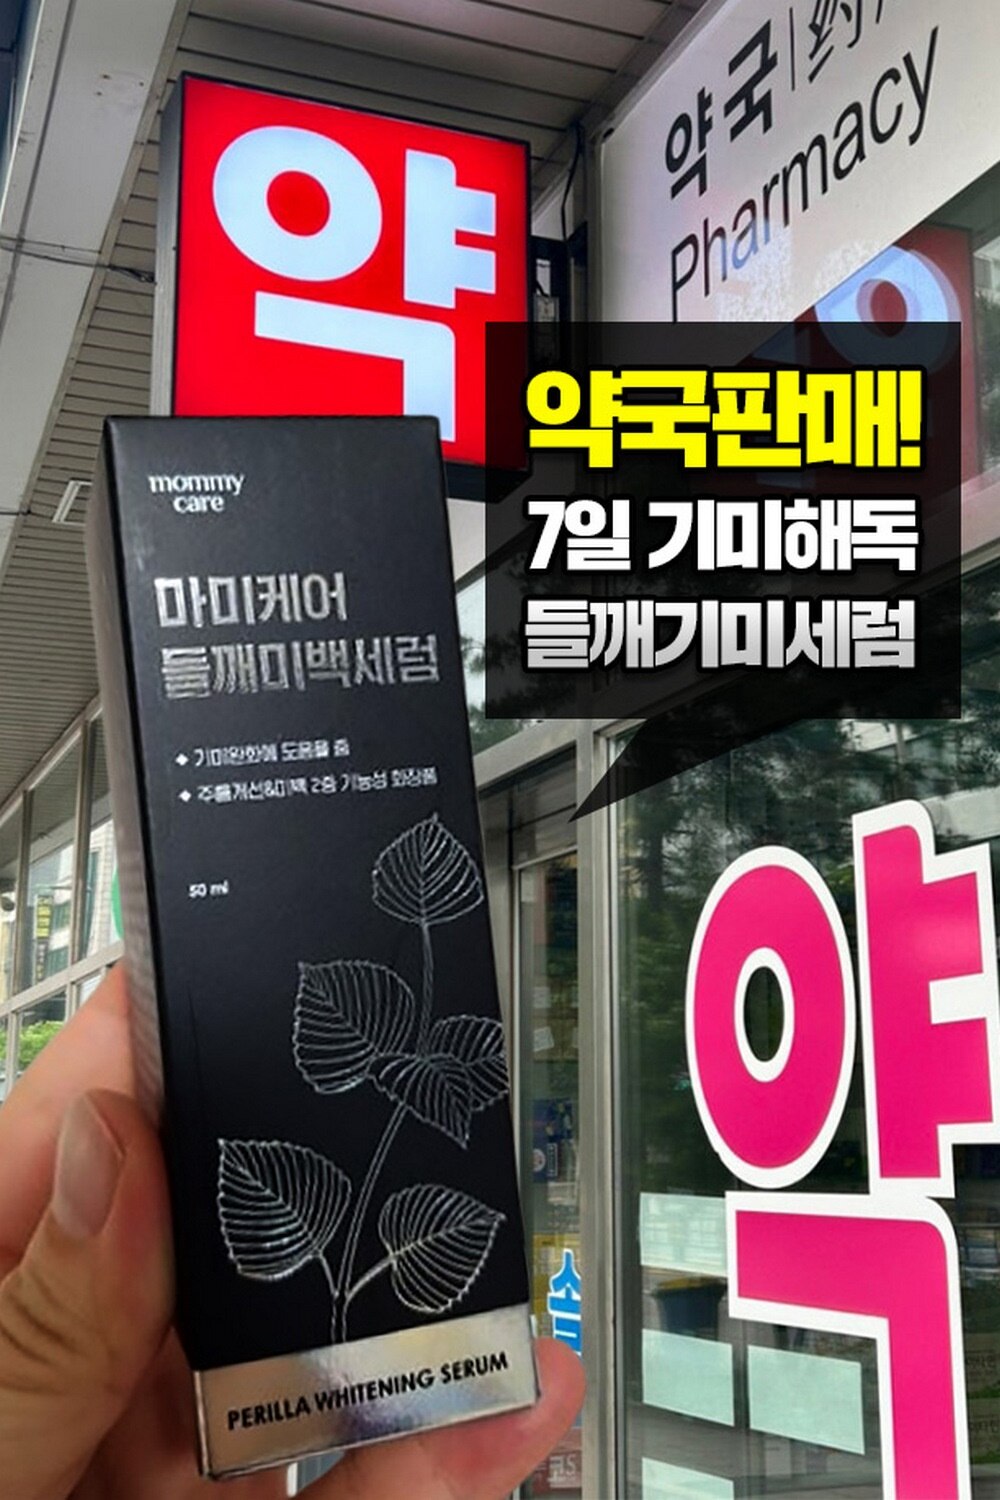 약
약국 | 约
Pharmacy
약국판매!
7일 기미해독
들깨기미세럼
mommy
care
마미케어
들깨미백세럼
◆ 기미완화에 도움을 줌
◆ 주름개선&미백 2중 기능성 화장품
50 ml
PERILLA WHITENING SERUM
약